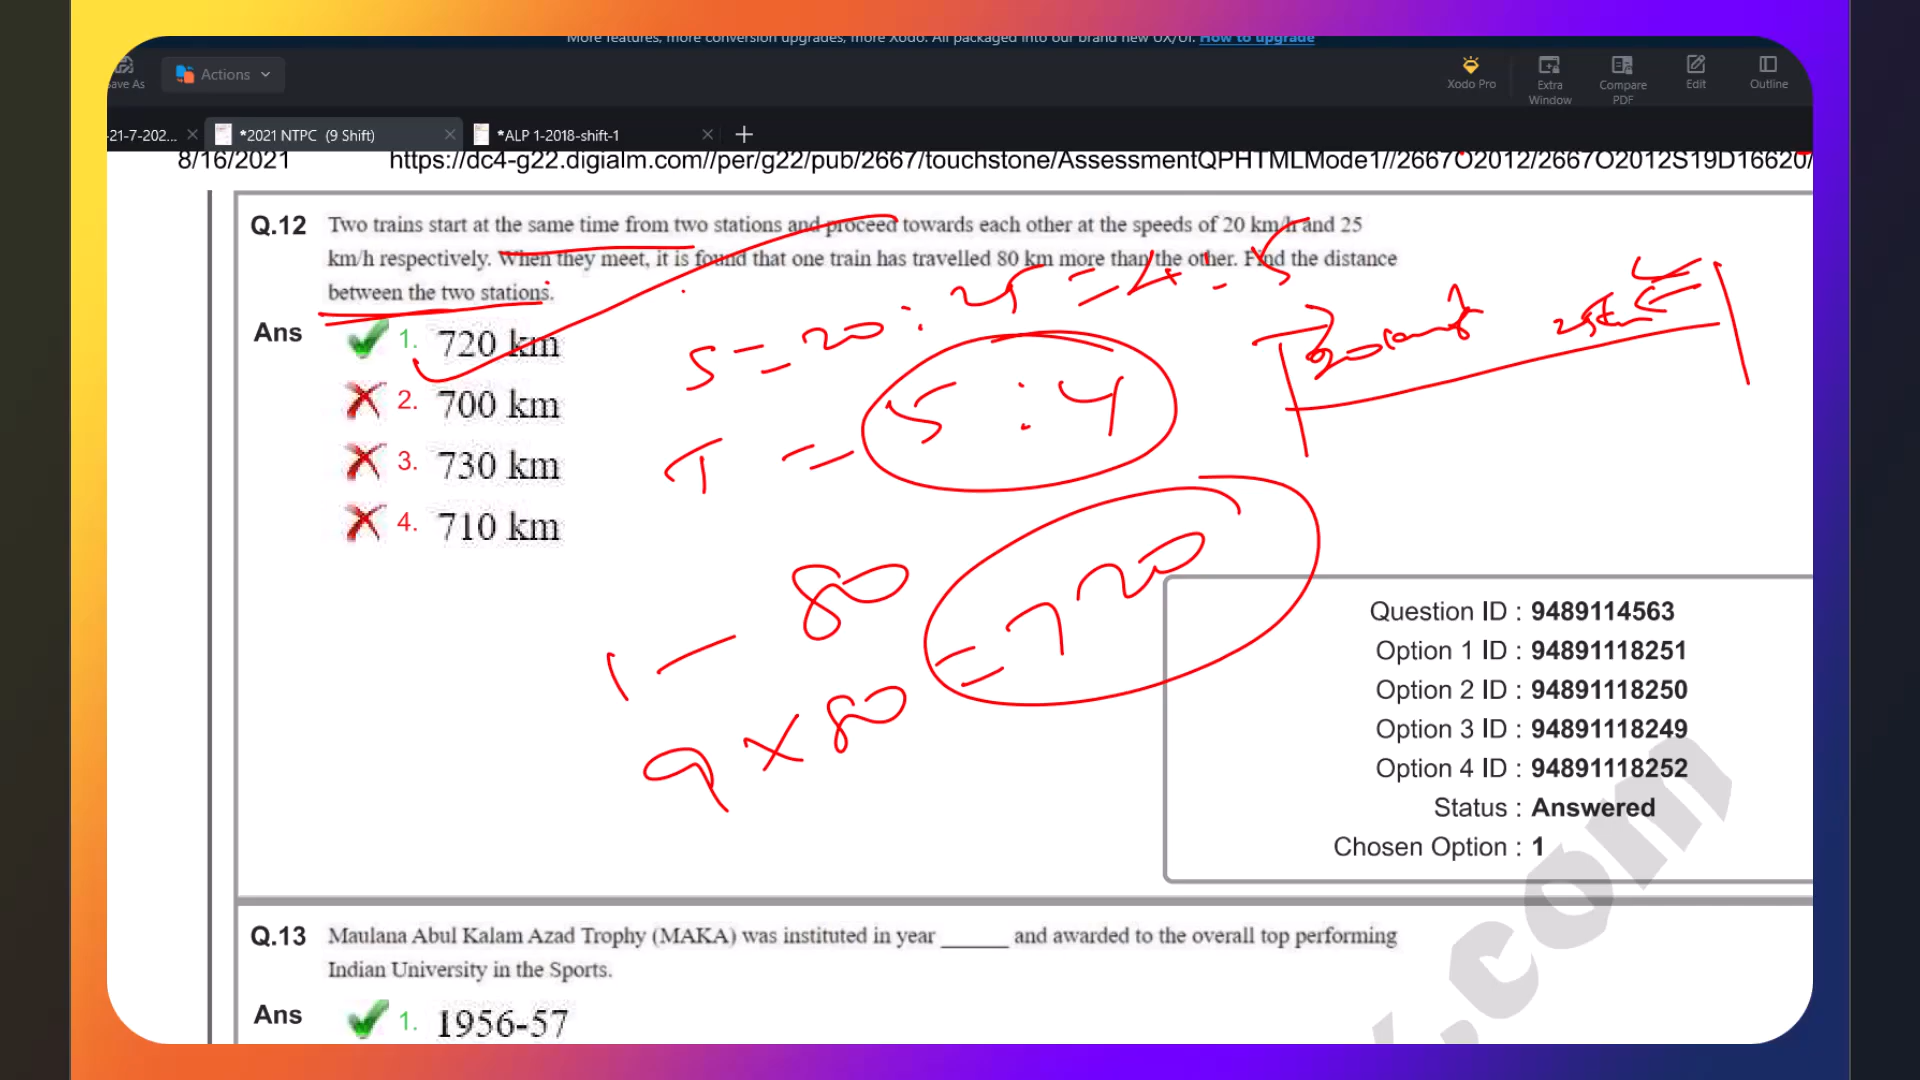 More features, more conversion upgrades, more Xodo. All packaged into our brand new UX/UI. How to upgrade
ave As
Actions
Xodo Pro
Extra Window
Compare PDF
Edit
Outline
-21-7-202...
*2021 NTPC (9 Shift)
*ALP 1-2018-shift-1
8/16/2021 https://dc4-g22.digialm.com//per/g22/pub/2667/touchstone/AssessmentQPHTMLMode1//2667O2012/2667O2012S19D16620/
Q.12 Two trains start at the same time from two stations and proceed towards each other at the speeds of 20 km/h and 25
km/h respectively. When they meet, it is found that one train has travelled 80 km more than the other. Find the distance
between the two stations.
Ans 1. 720 km
2. 700 km
3. 730 km
4. 710 km
S = 20 : 25 = 4 : 5
T = 5 : 4
1 — 80
9 × 80 = 720
Question ID : 9489114563
Option 1 ID : 94891118251
Option 2 ID : 94891118250
Option 3 ID : 94891118249
Option 4 ID : 94891118252
Status : Answered
Chosen Option : 1
Q.13 Maulana Abul Kalam Azad Trophy (MAKA) was instituted in year ______ and awarded to the overall top performing
Indian University in the Sports.
Ans 1. 1956-57
.com